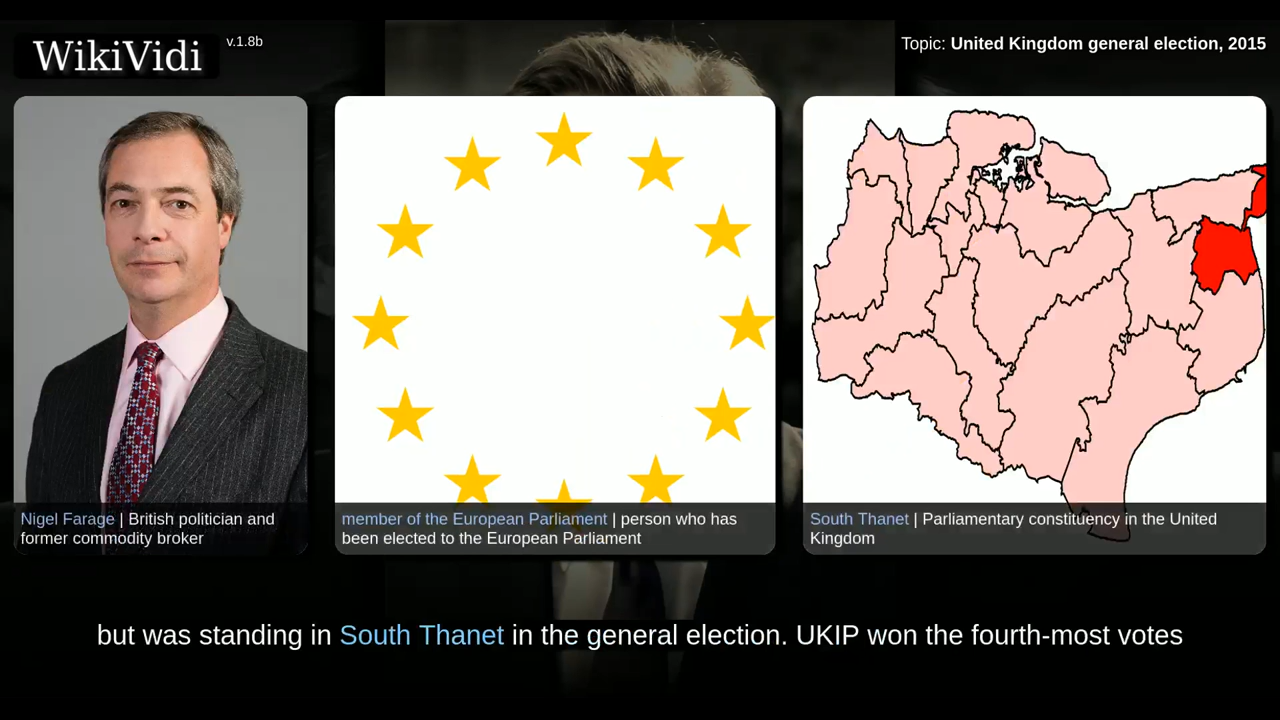 WikiVidi
v.1.8b
Topic: United Kingdom general election, 2015
Nigel Farage | British politician and
former commodity broker
member of the European Parliament | person who has
been elected to the European Parliament
South Thanet | Parliamentary constituency in the United
Kingdom
but was standing in South Thanet in the general election. UKIP won the fourth-most votes